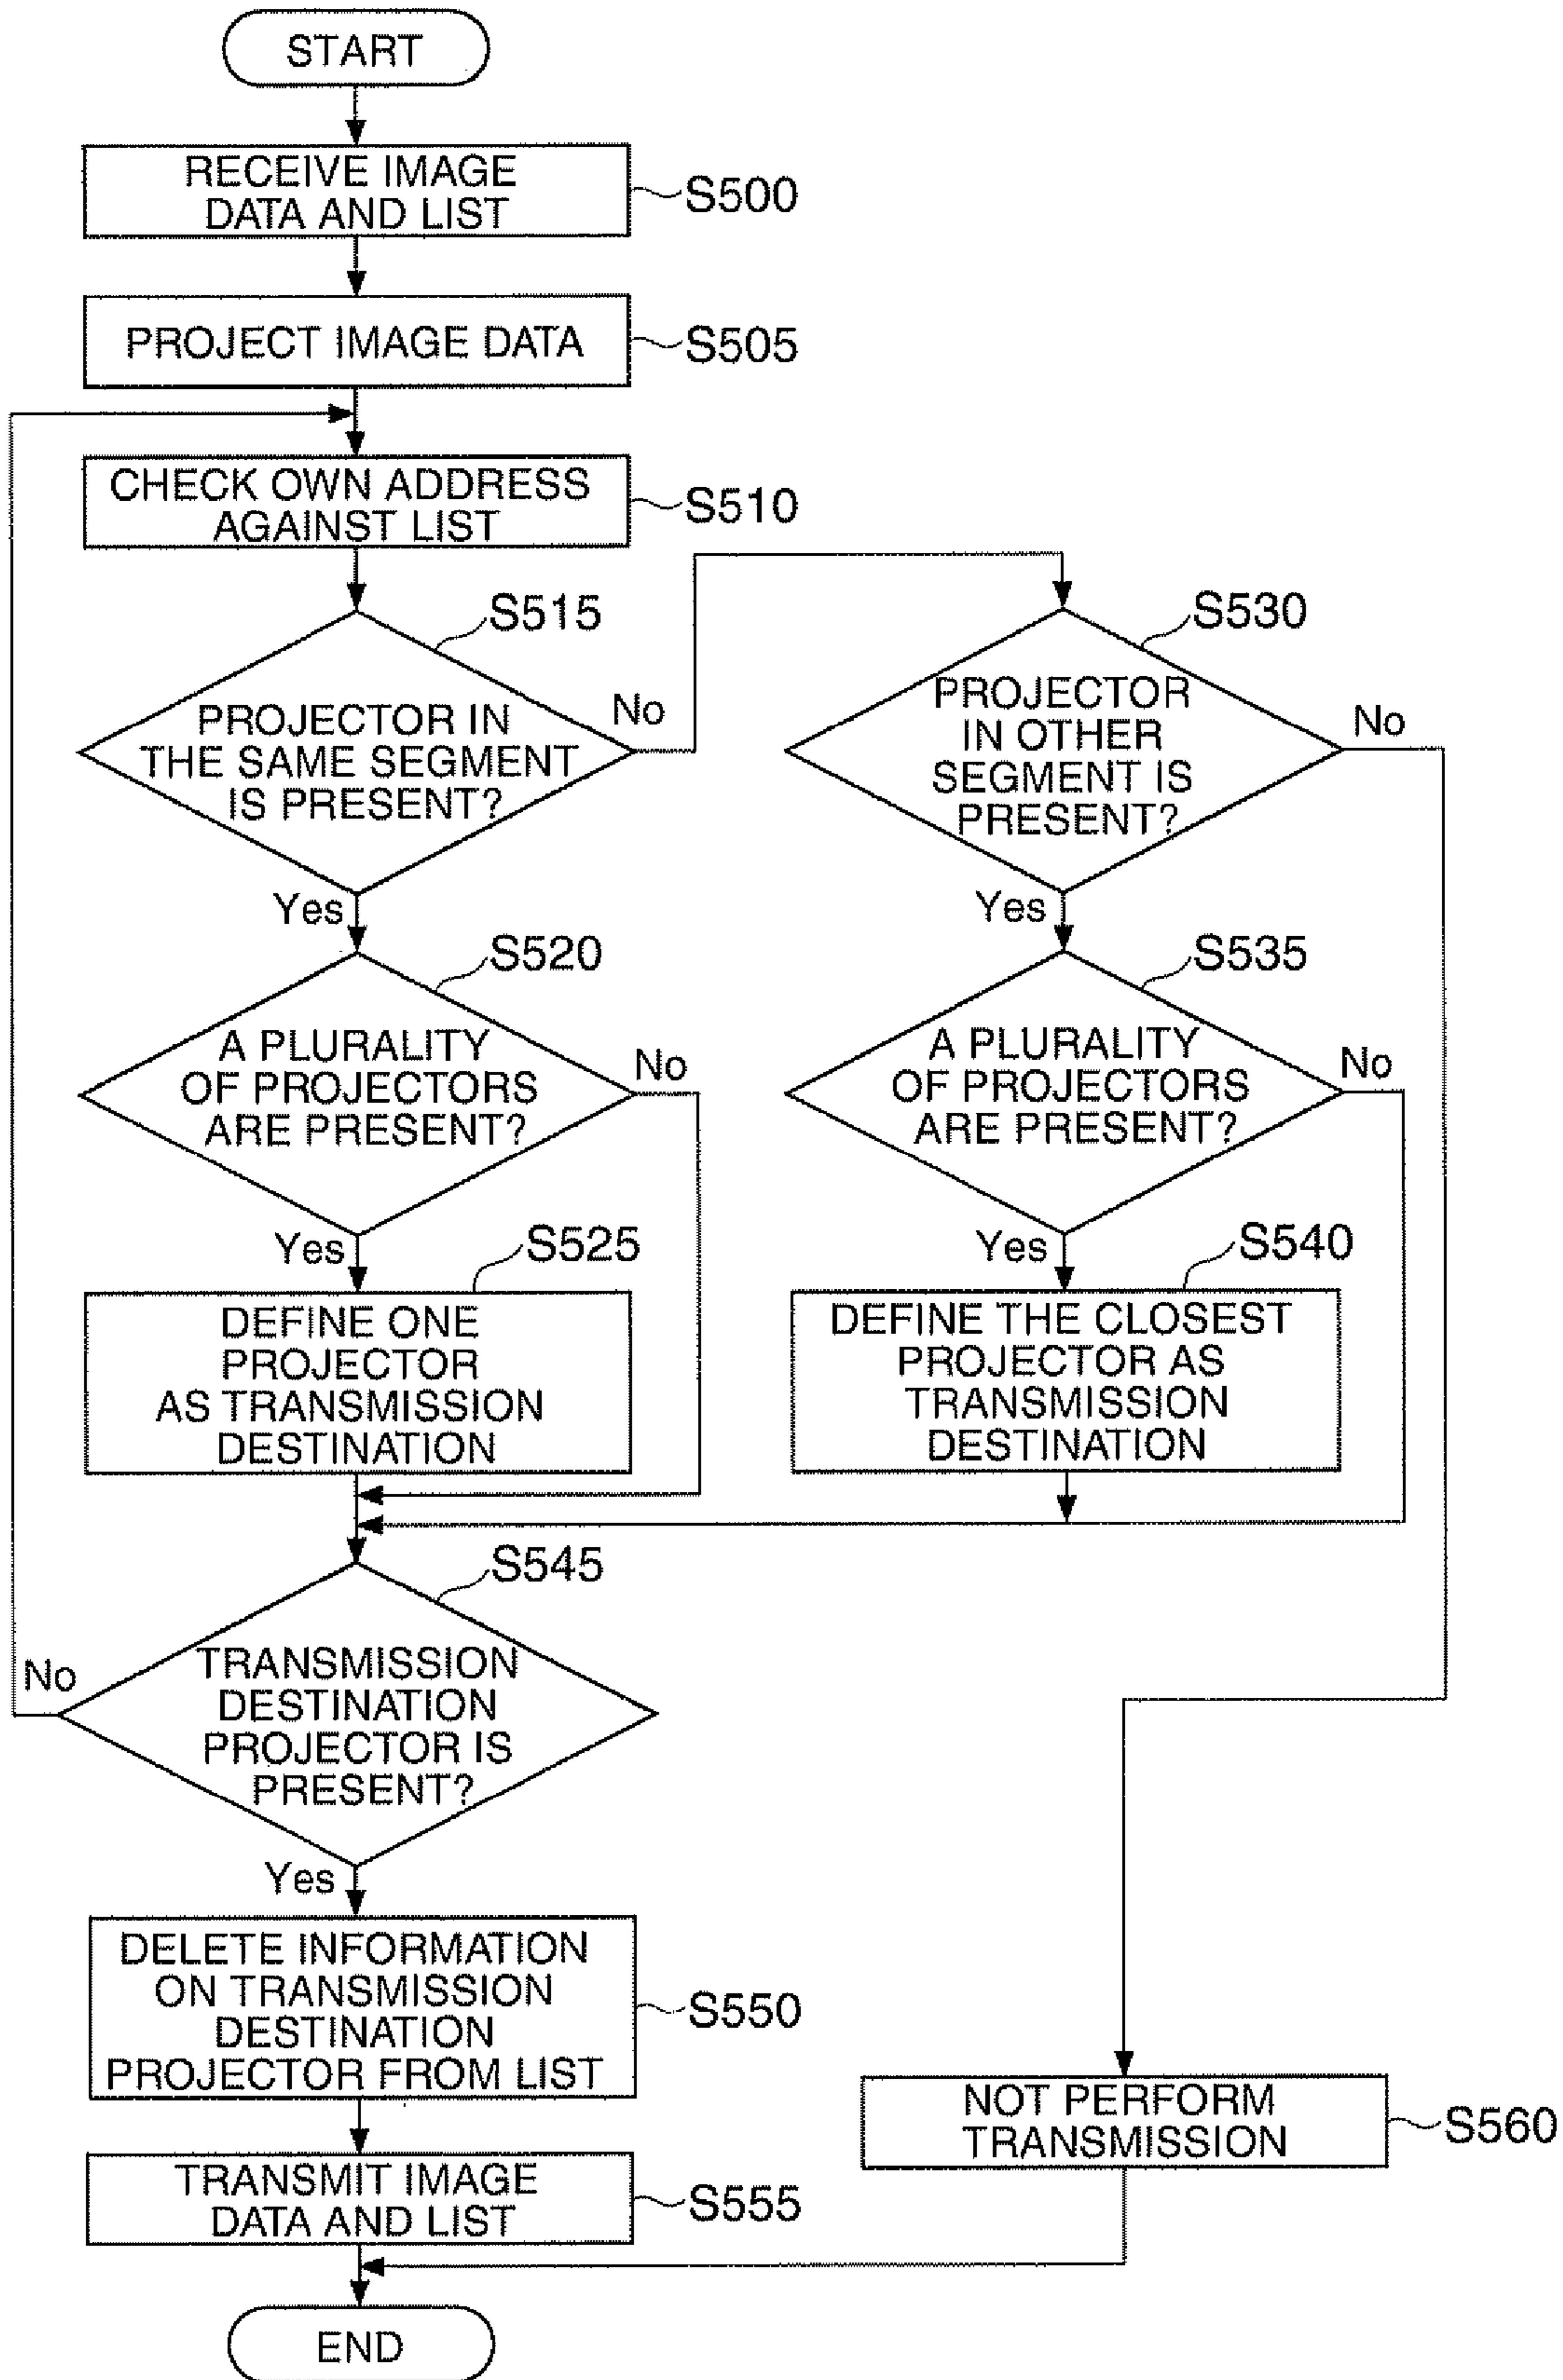 START
RECEIVE IMAGE
DATA AND LIST
S500
PROJECT IMAGE DATA
S505
CHECK OWN ADDRESS
AGAINST LIST
S510
S515
PROJECTOR IN
THE SAME SEGMENT
IS PRESENT?
No
Yes
S530
PROJECTOR
IN OTHER
SEGMENT IS
PRESENT?
No
Yes
S520
A PLURALITY
OF PROJECTORS
ARE PRESENT?
No
Yes
S535
A PLURALITY
OF PROJECTORS
ARE PRESENT?
No
Yes
S525
DEFINE ONE
PROJECTOR
AS TRANSMISSION
DESTINATION
S540
DEFINE THE CLOSEST
PROJECTOR AS
TRANSMISSION
DESTINATION
S545
TRANSMISSION
DESTINATION
PROJECTOR IS
PRESENT?
No
Yes
DELETE INFORMATION
ON TRANSMISSION
DESTINATION
PROJECTOR FROM LIST
S550
NOT PERFORM
TRANSMISSION
S560
TRANSMIT IMAGE
DATA AND LIST
S555
END